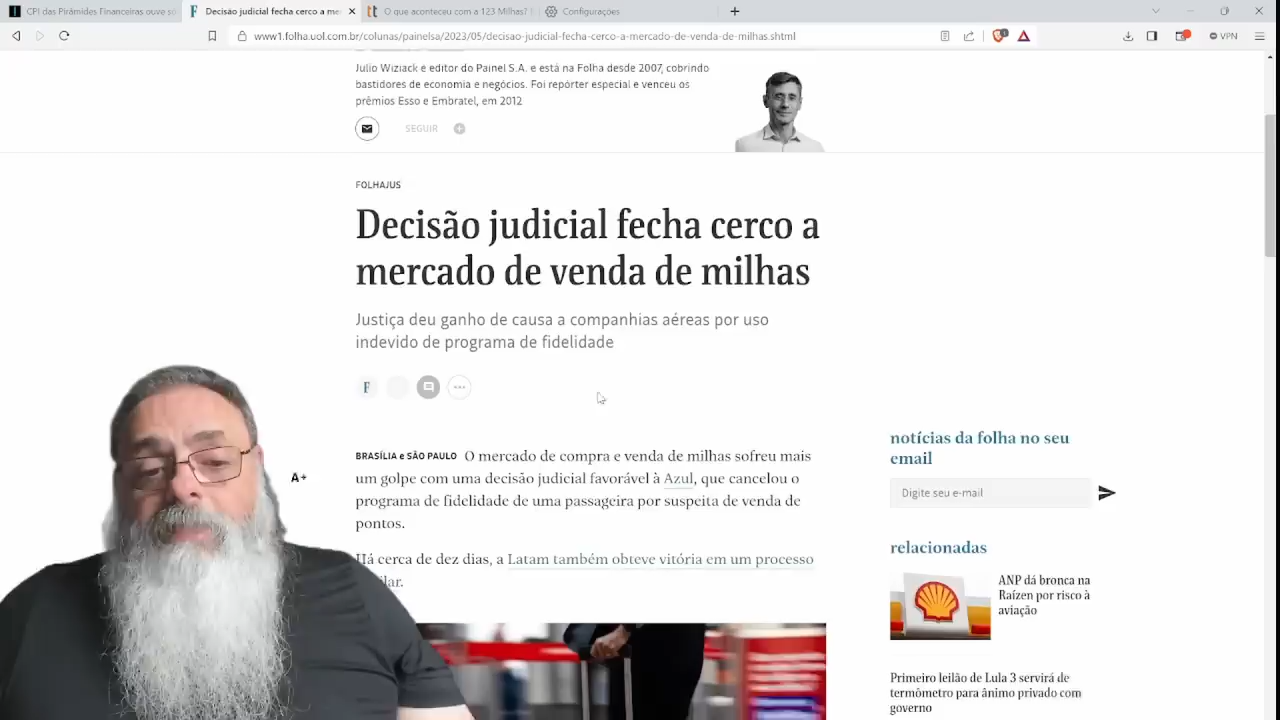 CPI das Pirâmides Financeiras ouve só
Decisão judicial fecha cerco a me
O que aconteceu com a 123 Milhas?
Configurações
www1.folha.uol.com.br/colunas/painelsa/2023/05/decisao-judicial-fecha-cerco-a-mercado-de-venda-de-milhas.shtml
VPN
Julio Wiziack é editor do Painel S.A. e está na Folha desde 2007, cobrindo
bastidores de economia e negócios. Foi repórter especial e venceu os
prêmios Esso e Embratel, em 2012
SEGUIR
FOLHAJUS
Decisão judicial fecha cerco a
mercado de venda de milhas
Justiça deu ganho de causa a companhias aéreas por uso
indevido de programa de fidelidade
F
A+
BRASÍLIA e SÃO PAULO O mercado de compra e venda de milhas sofreu mais
um golpe com uma decisão judicial favorável à Azul, que cancelou o
programa de fidelidade de uma passageira por suspeita de venda de
pontos.
Há cerca de dez dias, a Latam também obteve vitória em um processo
notícias da folha no seu
email
Digite seu e-mail
relacionadas
ANP dá bronca na
Raízen por risco à
aviação
Primeiro leilão de Lula 3 servirá de
termômetro para ânimo privado com
governo